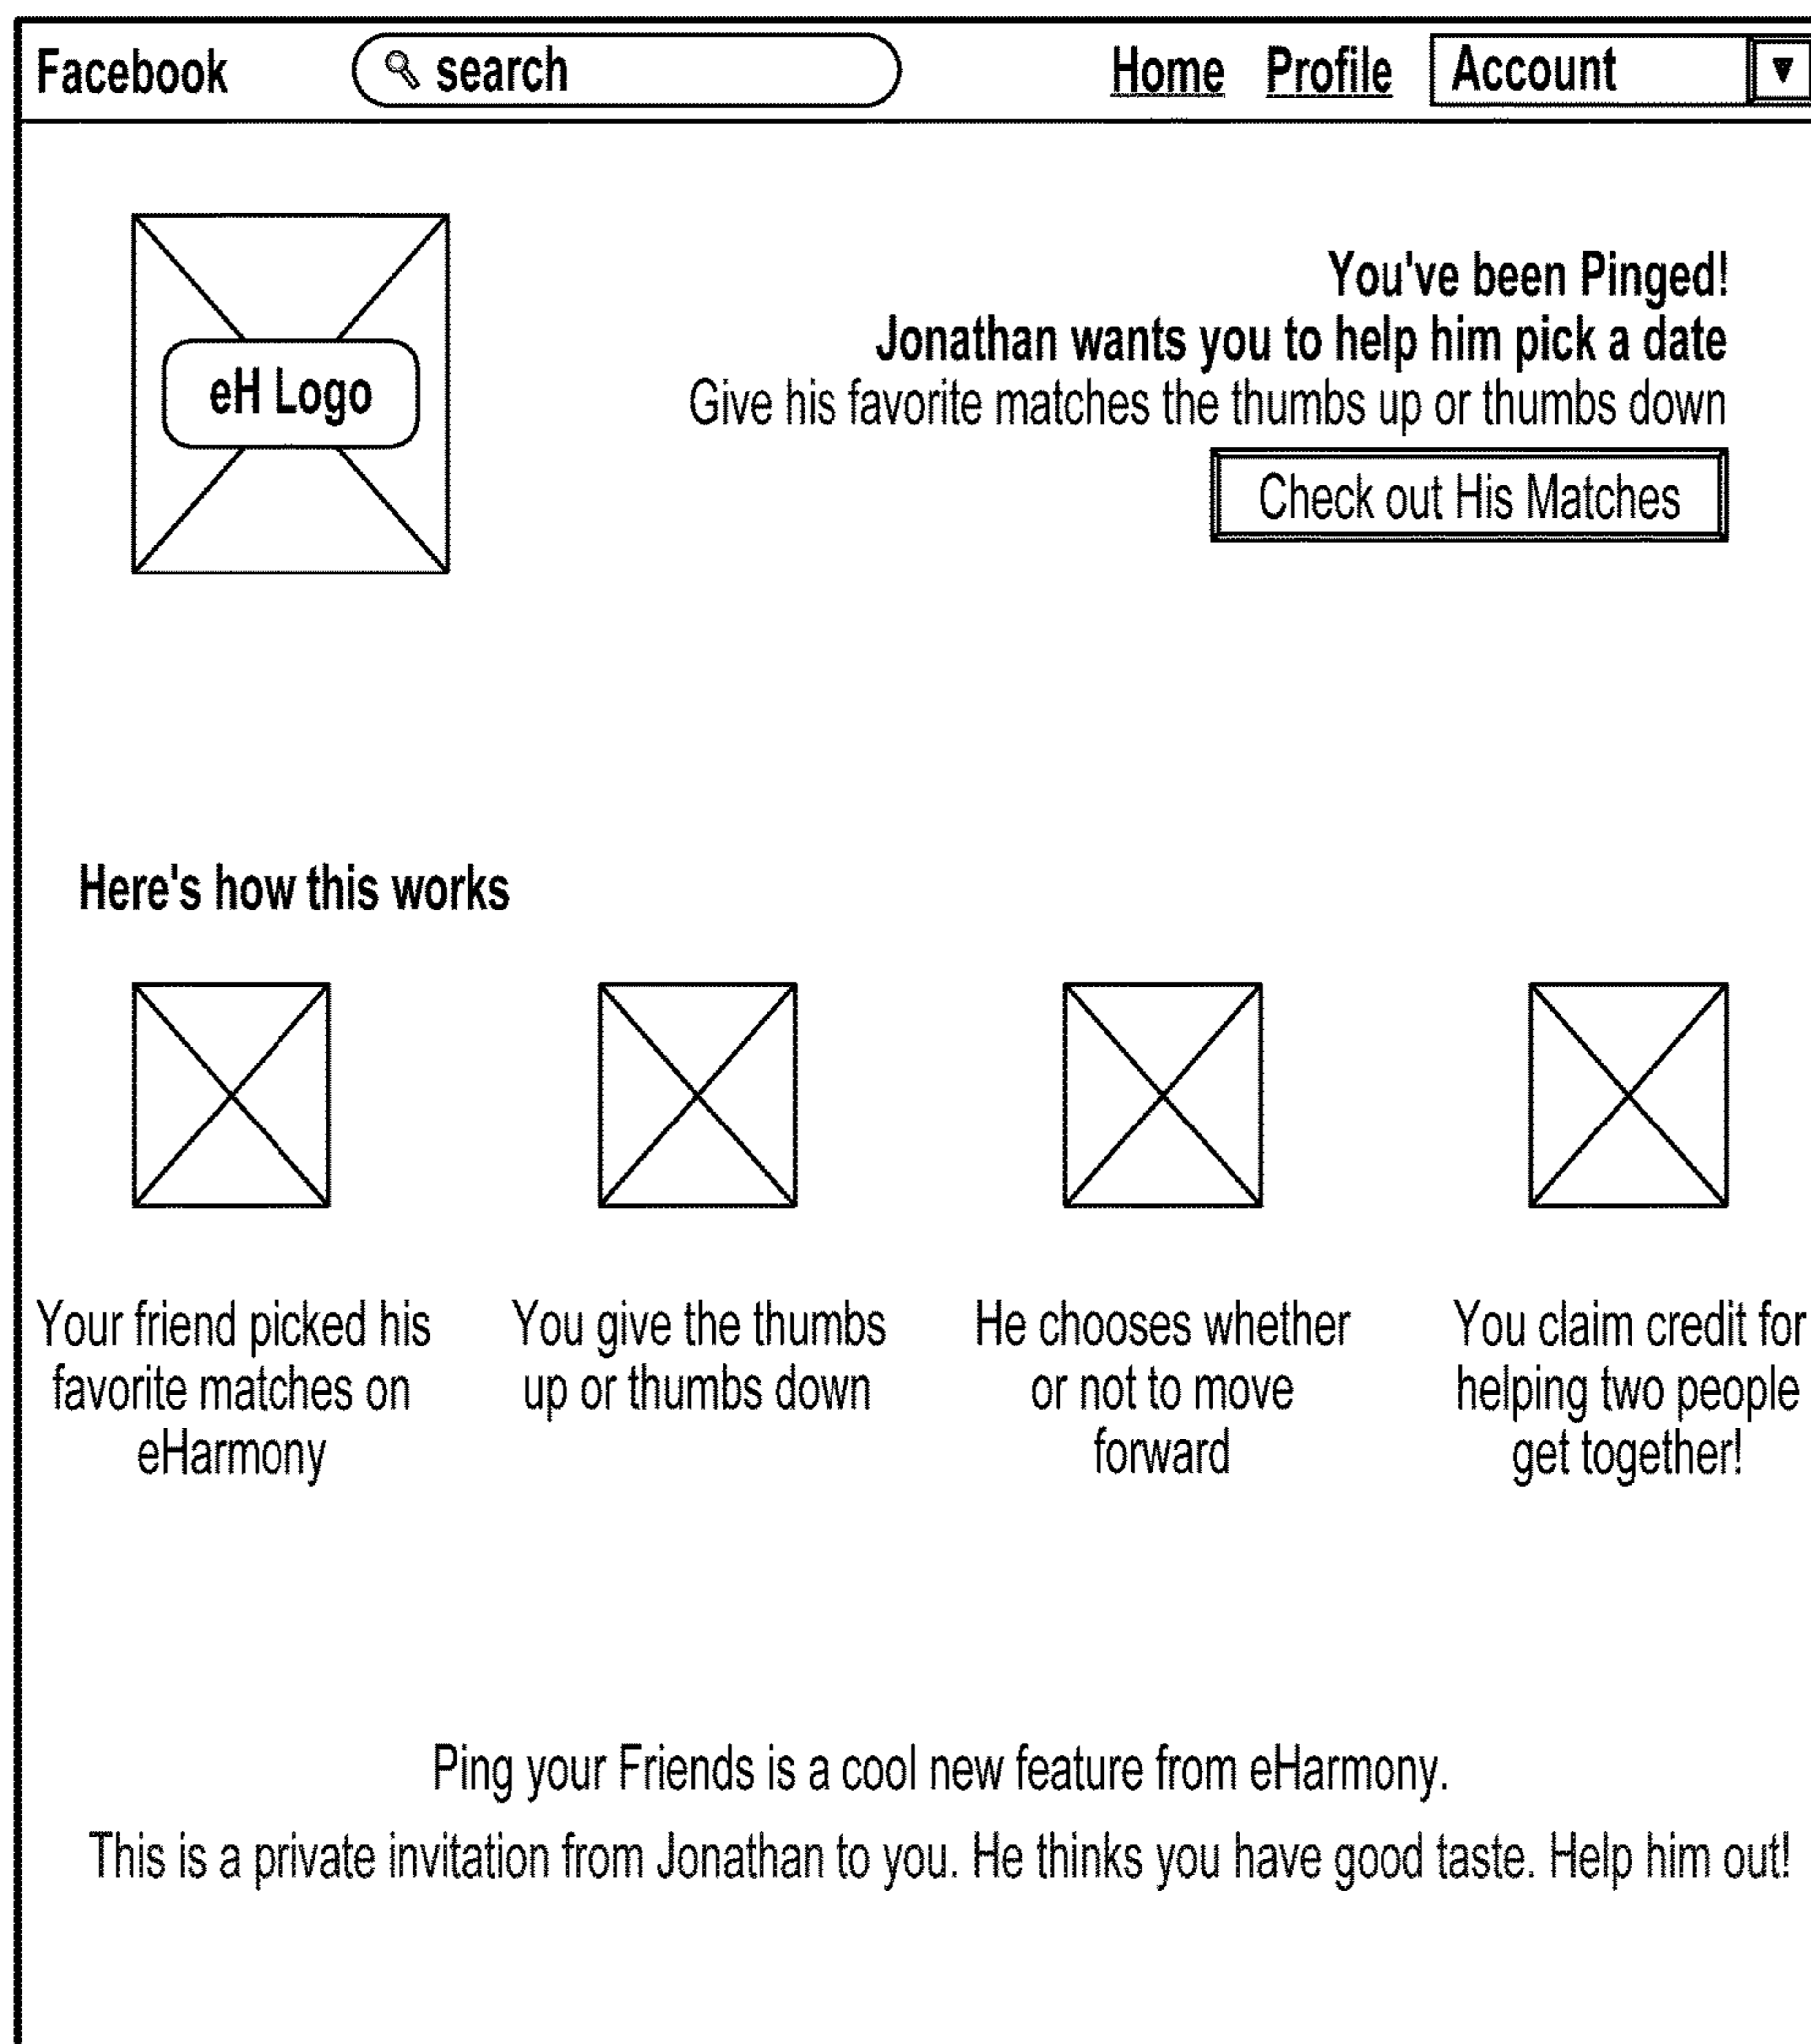 Facebook search Home Profile Account
You've been Pinged!
Jonathan wants you to help him pick a date
Give his favorite matches the thumbs up or thumbs down
eH Logo
Check out His Matches
Here's how this works
Your friend picked his
favorite matches on
eHarmony
You give the thumbs
up or thumbs down
He chooses whether
or not to move
forward
You claim credit for
helping two people
get together!
Ping your Friends is a cool new feature from eHarmony.
This is a private invitation from Jonathan to you. He thinks you have good taste. Help him out!